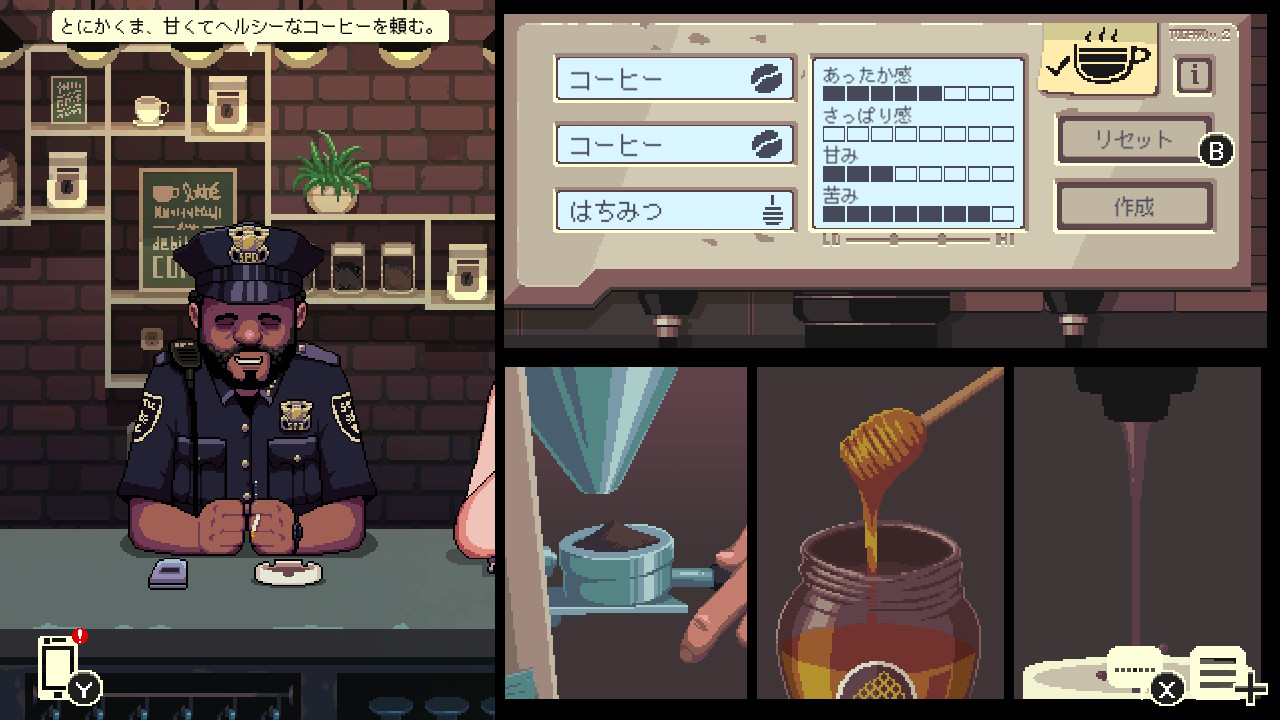 とにかくま、甘くてヘルシーなコーヒーを頼む。
コーヒー
コーヒー
はちみつ
あったか感
さっぱり感
甘み
苦み
LO
HI
i
リセット
B
作成
SPD
Y
X